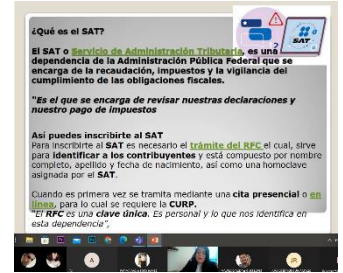 ¿Qué es el SAT?
SAT
El SAT o Servicio de Administración Tributaria, es una
dependencia de la Administración Pública Federal que se
encarga de la recaudación, impuestos y la vigilancia del
cumplimiento de las obligaciones fiscales.
"Es el que se encarga de revisar nuestras declaraciones y
nuestro pago de impuestos
Así puedes inscribirte al SAT
Para inscribirte al SAT es necesario el trámite del RFC el cual, sirve
para identificar a los contribuyentes y está compuesto por nombre
completo, apellido y fecha de nacimiento, así como una homoclave
asignada por el SAT.
Cuando es primera vez se tramita mediante una cita presencial o en
línea, para lo cual se requiere la CURP.
"El RFC es una clave única. Es personal y lo que nos identifica en
esta dependencia",
A
JR